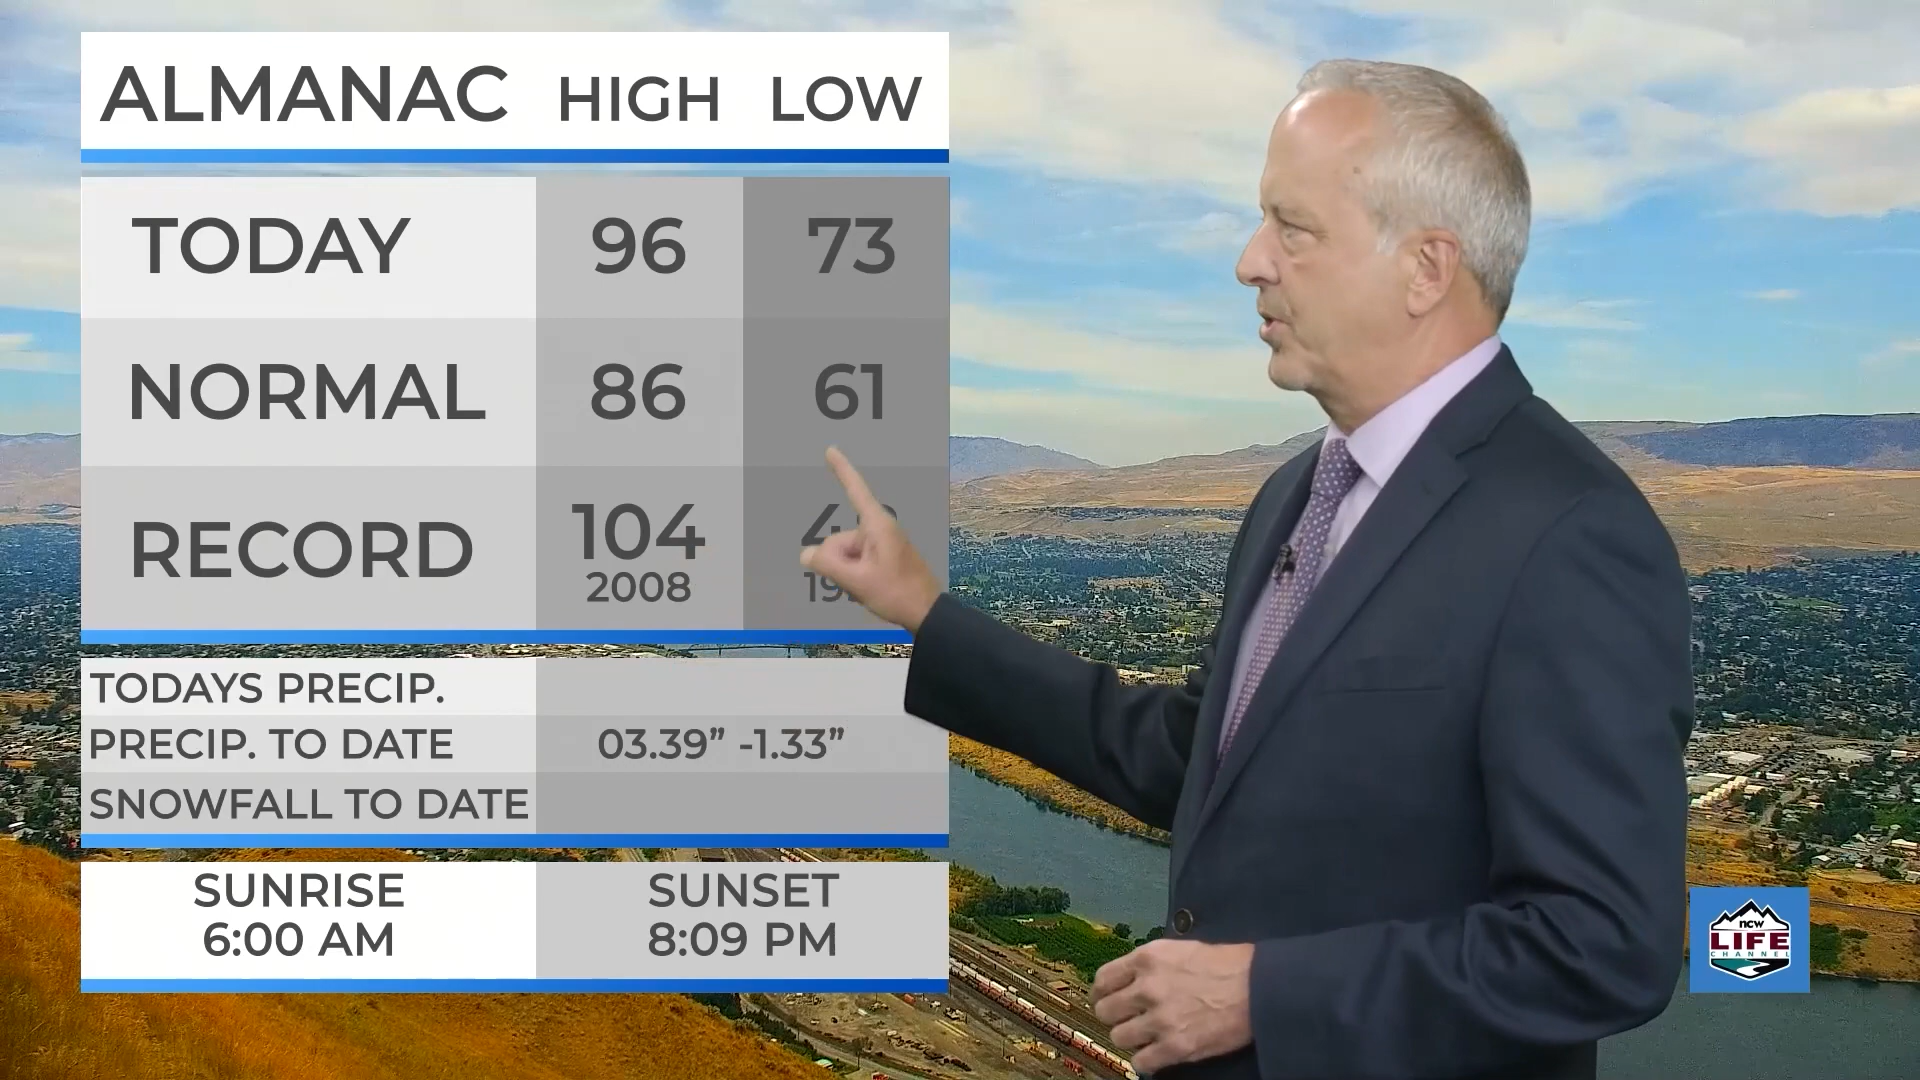 ALMANAC HIGH LOW
TODAY 96 73
NORMAL 86 61
RECORD 104
2008
TODAYS PRECIP.
PRECIP. TO DATE 03.39” -1.33”
SNOWFALL TO DATE
SUNRISE SUNSET
6:00 AM 8:09 PM
ncw
LIFE
CHANNEL